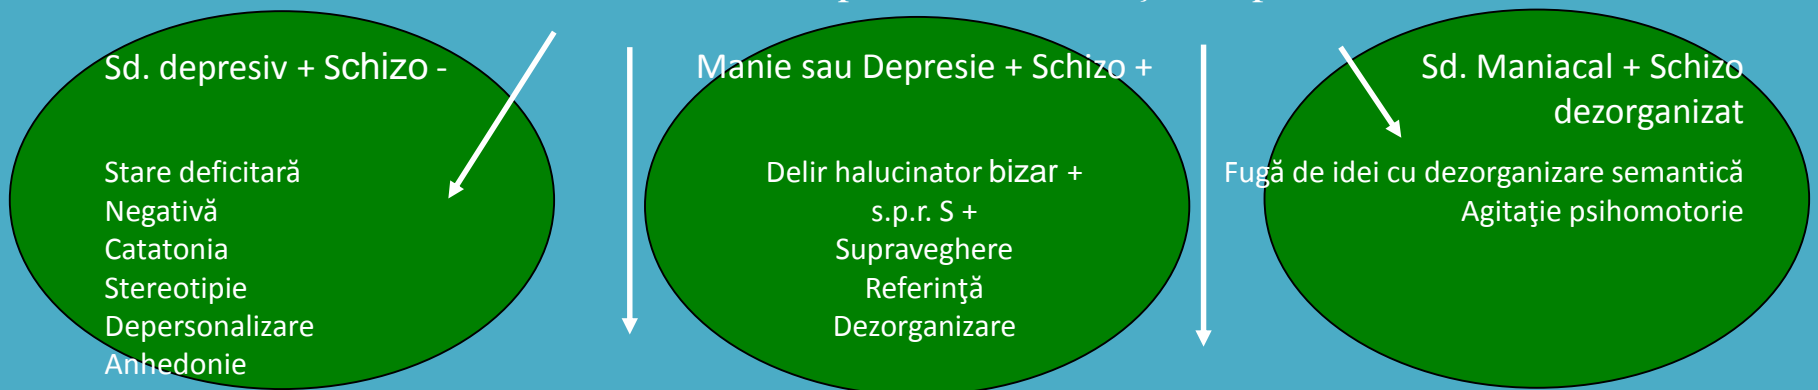 Sd. depresiv + Schizo -
Stare deficitară
Negativă
Catatonia
Stereotipie
Depersonalizare
Anhedonie
Manie sau Depresie + Schizo +
Delir halucinator bizar +
s.p.r. S +
Supraveghere
Referinţă
Dezorganizare
Sd. Maniacal + Schizo
dezorganizat
Fugă de idei cu dezorganizare semantică
Agitaţie psihomotorie